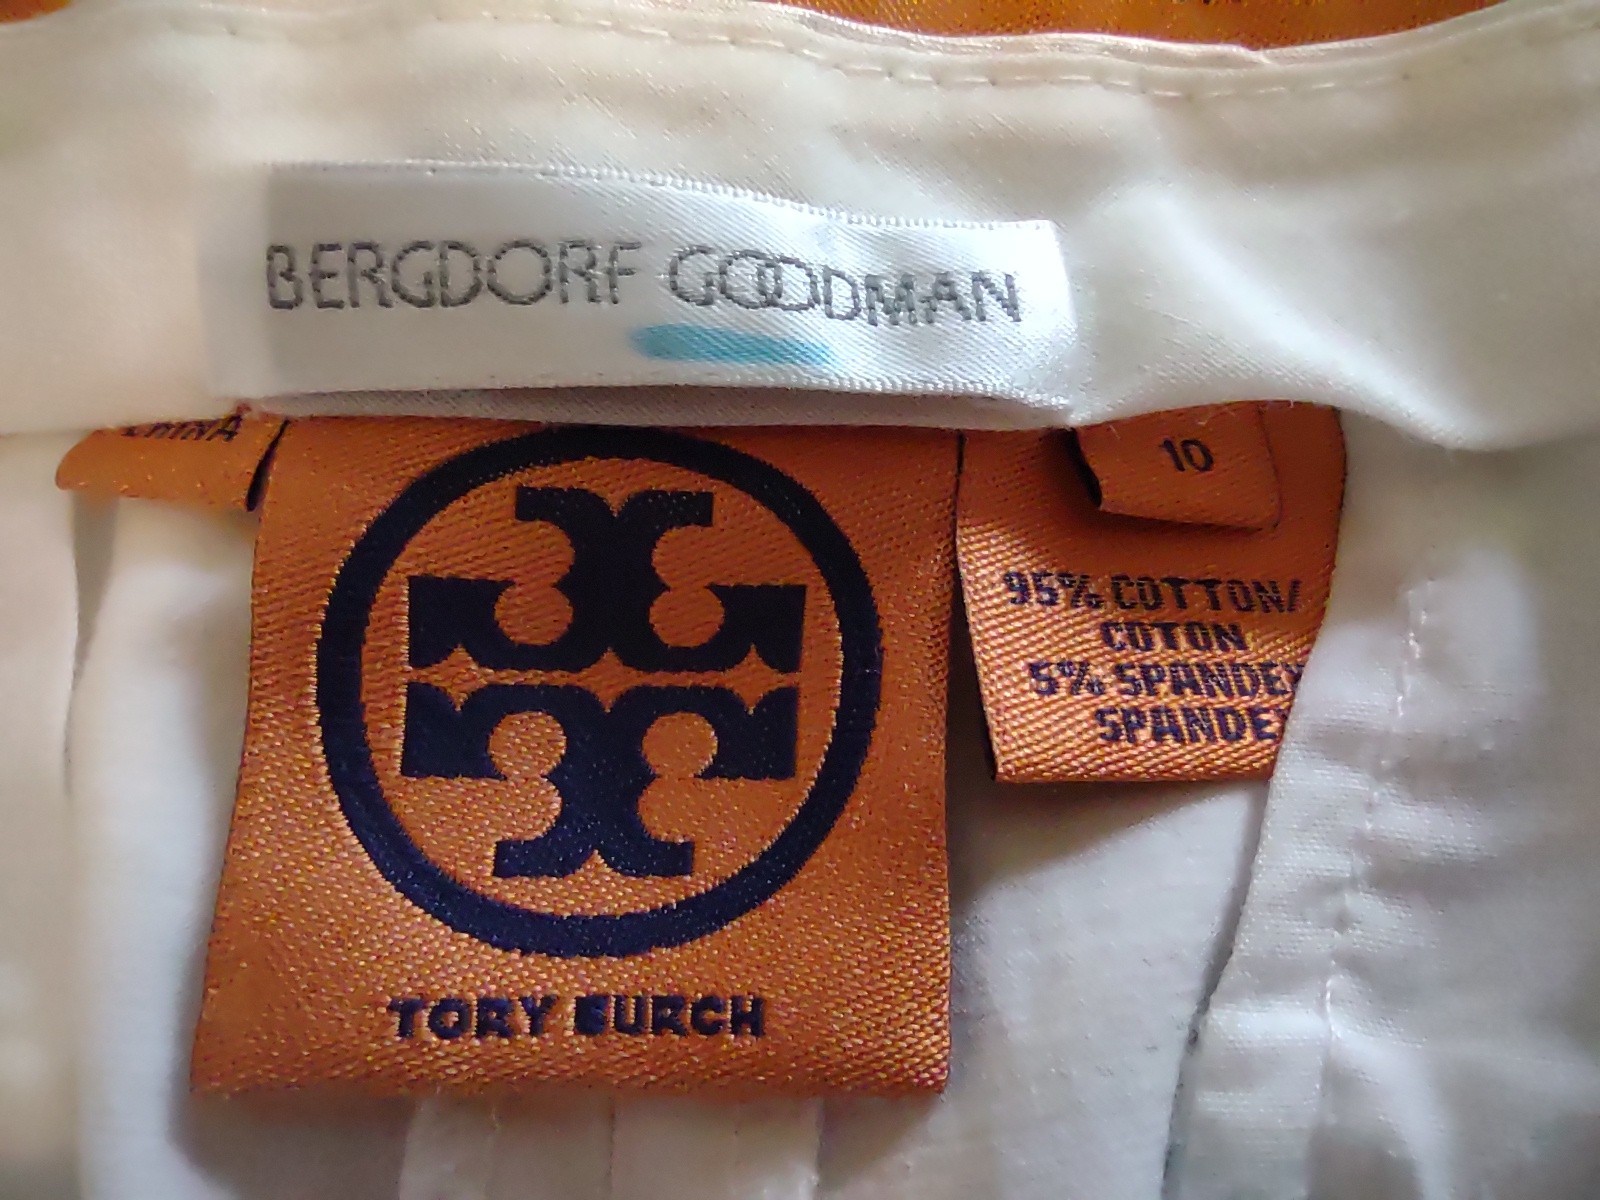 BERGDORF GOODMAN
CHINA
10
95% COTTON/
COTON
5% SPANDEX
SPANDEX
TORY BURCH